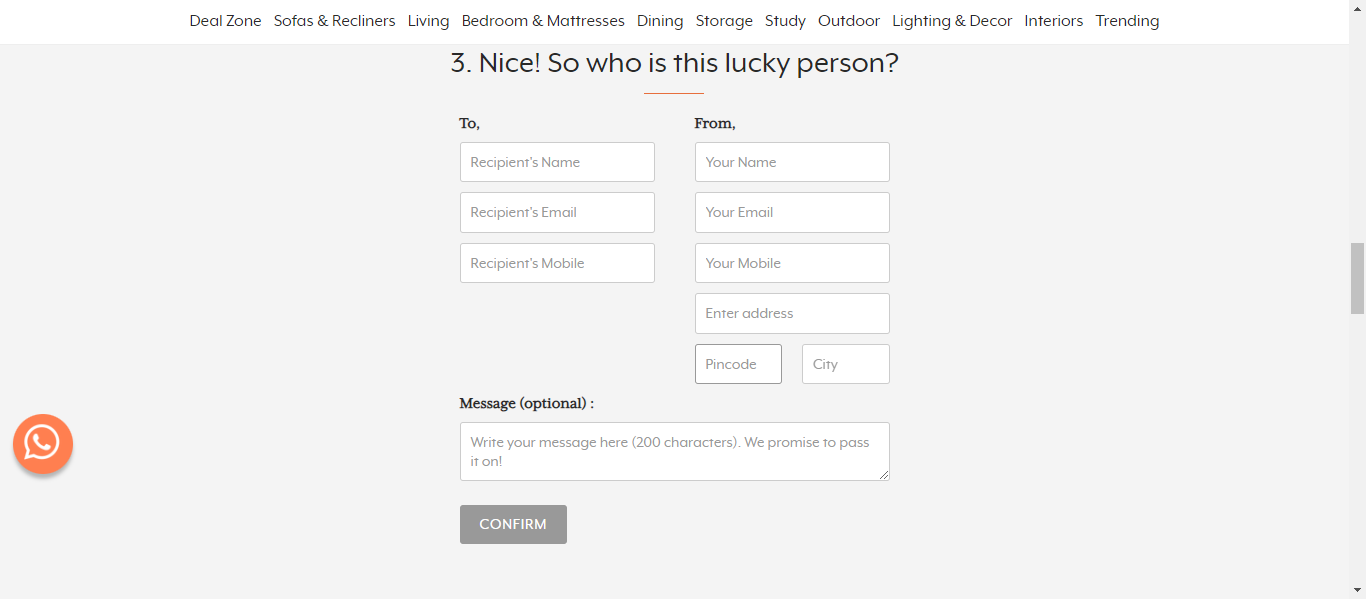 Deal Zone Sofas & Recliners Living Bedroom & Mattresses Dining Storage Study Outdoor Lighting & Decor Interiors Trending
3. Nice! So who is this lucky person?
To,
From,
Recipient's Name
Your Name
Recipient's Email
Your Email
Recipient's Mobile
Your Mobile
Enter address
Pincode
City
Message (optional) :
Write your message here (200 characters). We promise to pass
it on!
CONFIRM